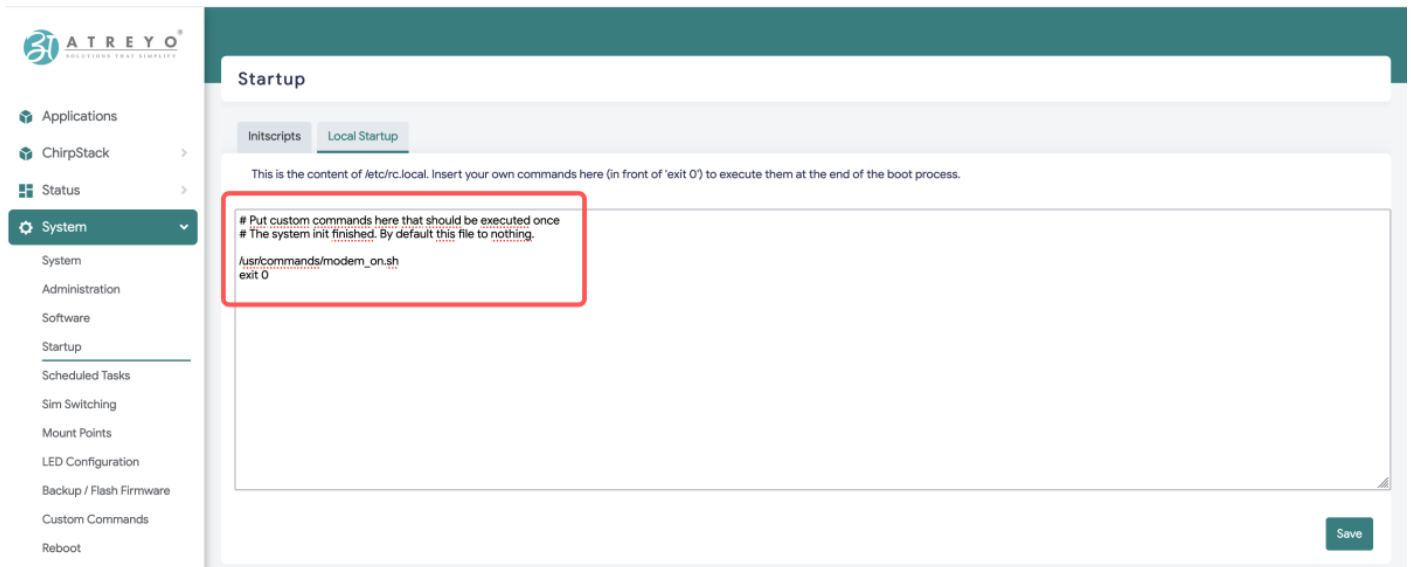 ATREYO®
SOLUTIONS THAT SIMPLIFY
Applications
ChirpStack
Status
System
System
Administration
Software
Startup
Scheduled Tasks
Sim Switching
Mount Points
LED Configuration
Backup / Flash Firmware
Custom Commands
Reboot
Startup
Initscripts Local Startup
This is the content of /etc/rc.local. Insert your own commands here (in front of 'exit 0') to execute them at the end of the boot process.
# Put custom commands here that should be executed once
# The system init finished. By default this file to nothing.
/usr/commands/modem_on.sh
exit 0
Save